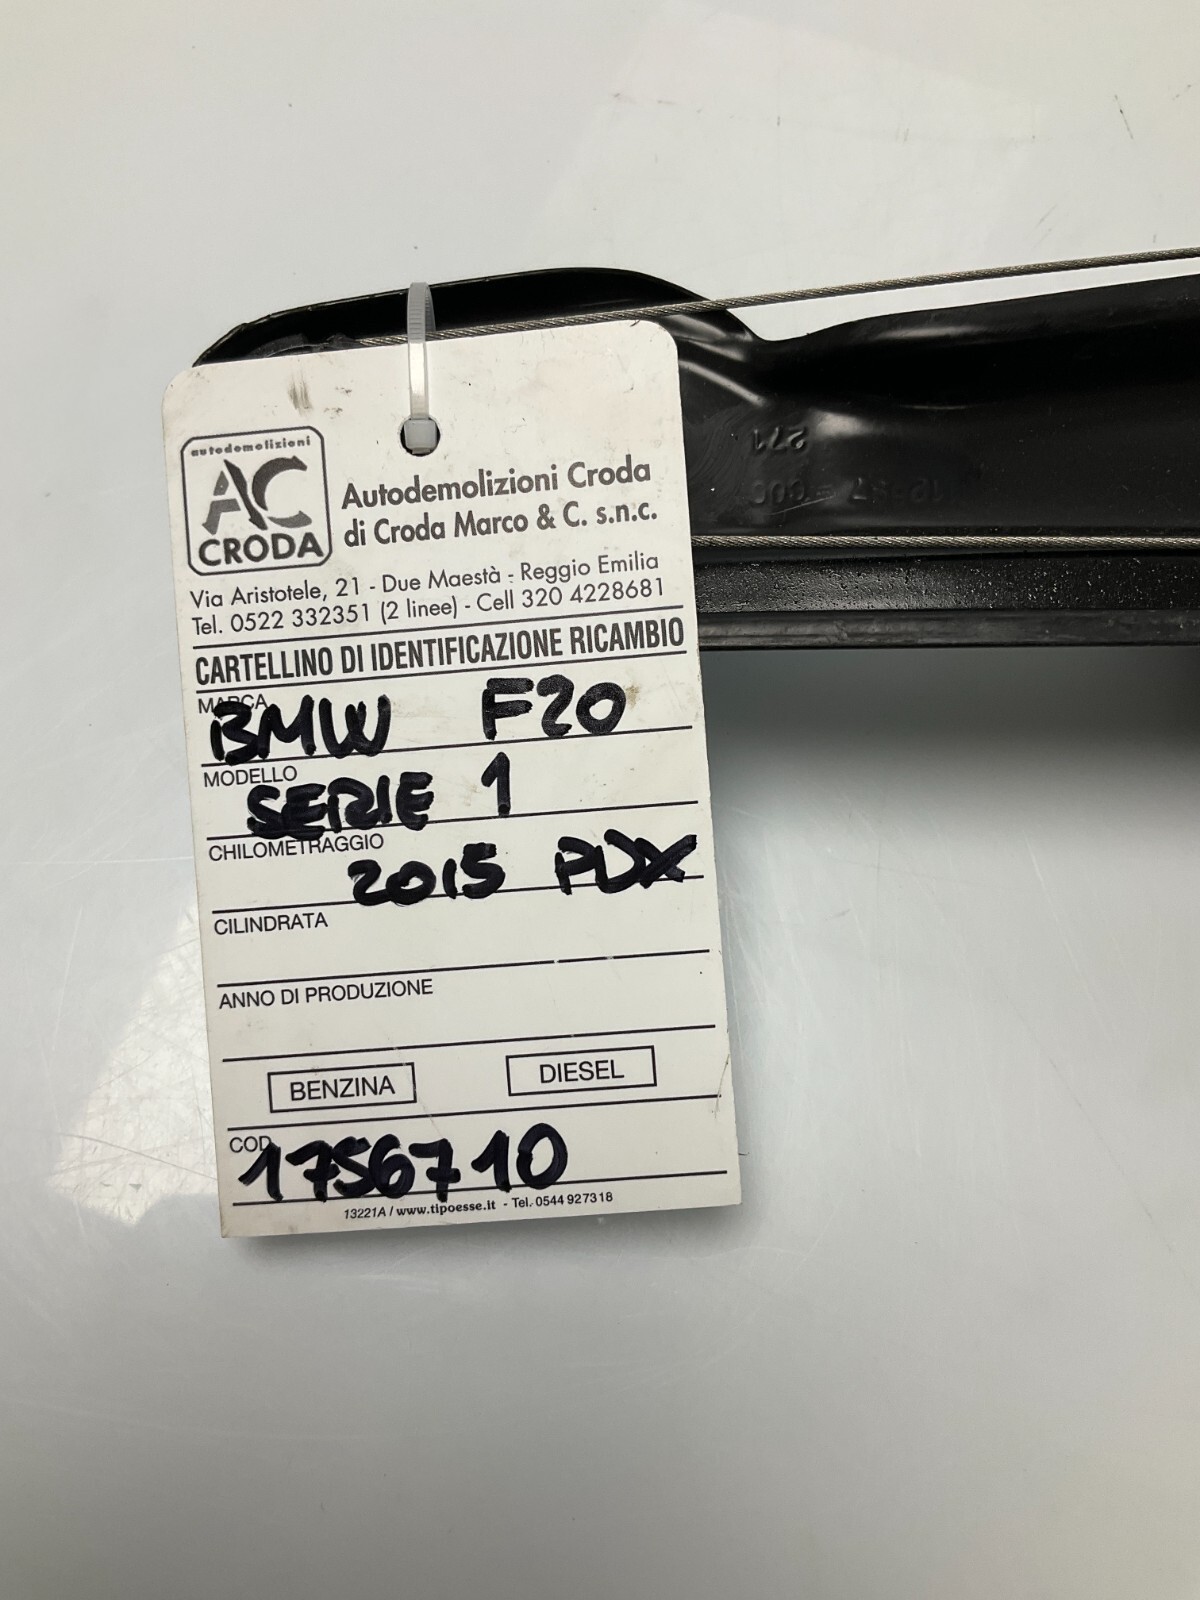 autodemolizioni
AC
CRODA
Autodemolizioni Croda
di Croda Marco & C. s.n.c.
Via Aristotele, 21 - Due Maestà - Reggio Emilia
Tel. 0522 332351 (2 linee) - Cell 320 4228681
CARTELLINO DI IDENTIFICAZIONE RICAMBIO
MARCA
BMW F20
MODELLO
SERIE 1
CHILOMETRAGGIO
2015 PDX
CILINDRATA
ANNO DI PRODUZIONE
BENZINA DIESEL
COD
1756710
13221A / www.tipoesse.it - Tel. 0544 927318
271